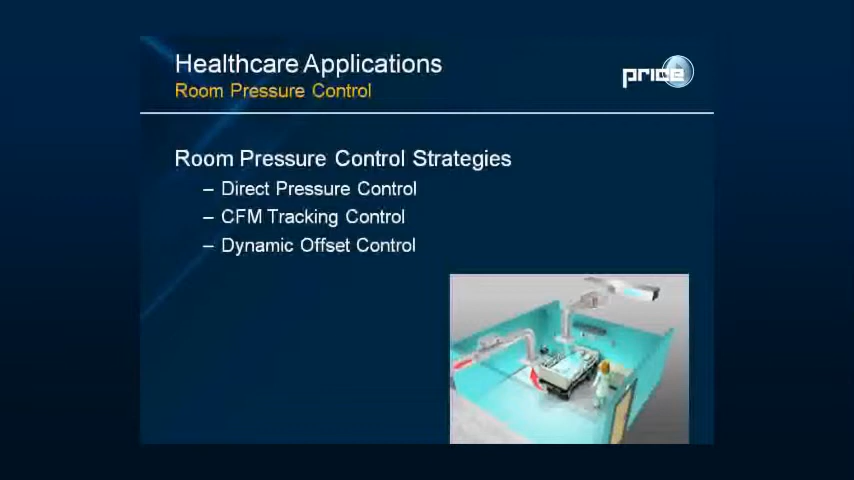 Healthcare Applications
Room Pressure Control
price
Room Pressure Control Strategies
– Direct Pressure Control
– CFM Tracking Control
– Dynamic Offset Control